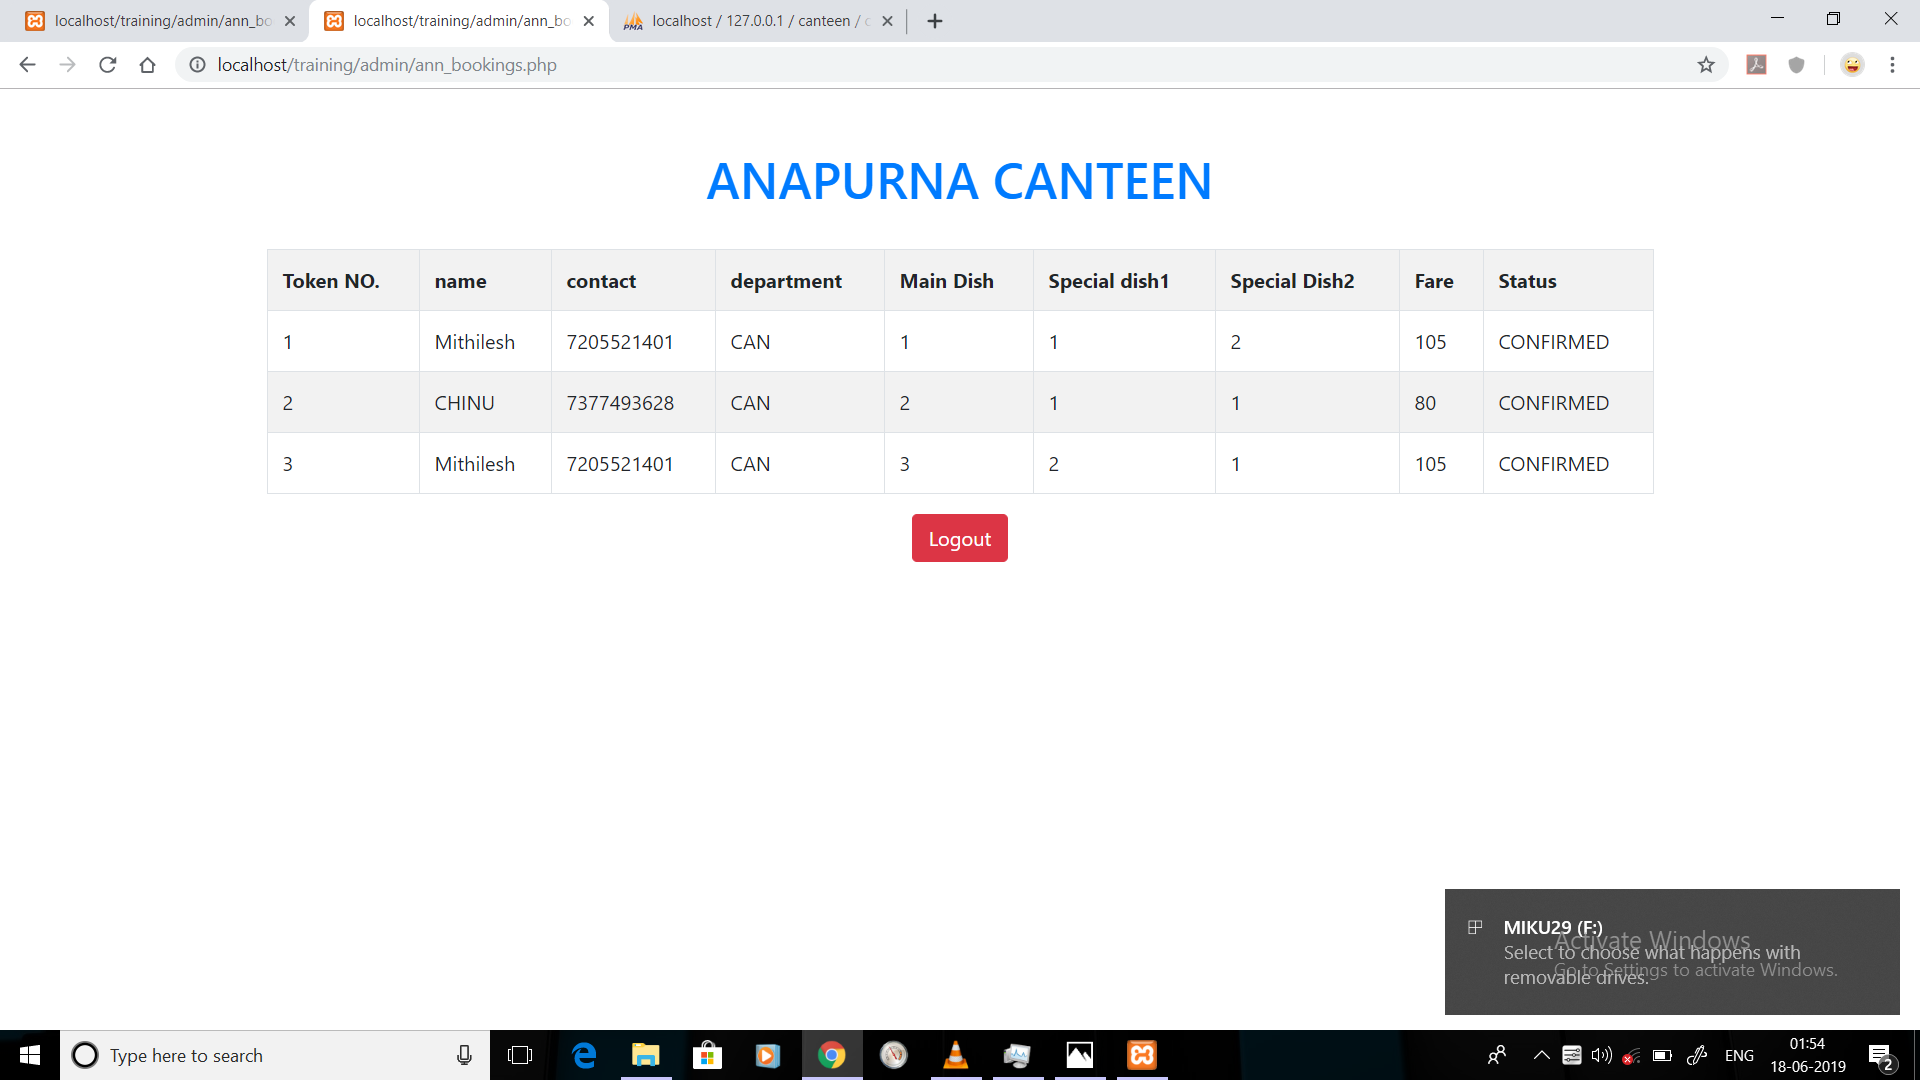 localhost/training/admin/ann_bo
localhost/training/admin/ann_bo
localhost / 127.0.0.1 / canteen /
localhost/training/admin/ann_bookings.php
ANAPURNA CANTEEN
Token NO. name contact department Main Dish Special dish1 Special Dish2 Fare Status
1 Mithilesh 7205521401 CAN 1 1 2 105 CONFIRMED
2 CHINU 7377493628 CAN 2 1 1 80 CONFIRMED
3 Mithilesh 7205521401 CAN 3 2 1 105 CONFIRMED
Logout
MIKU29 (F:)
Activate Windows
Select to choose what happens with
Go to Settings to activate Windows.
removable drives.
Type here to search
ENG
01:54
18-06-2019
2